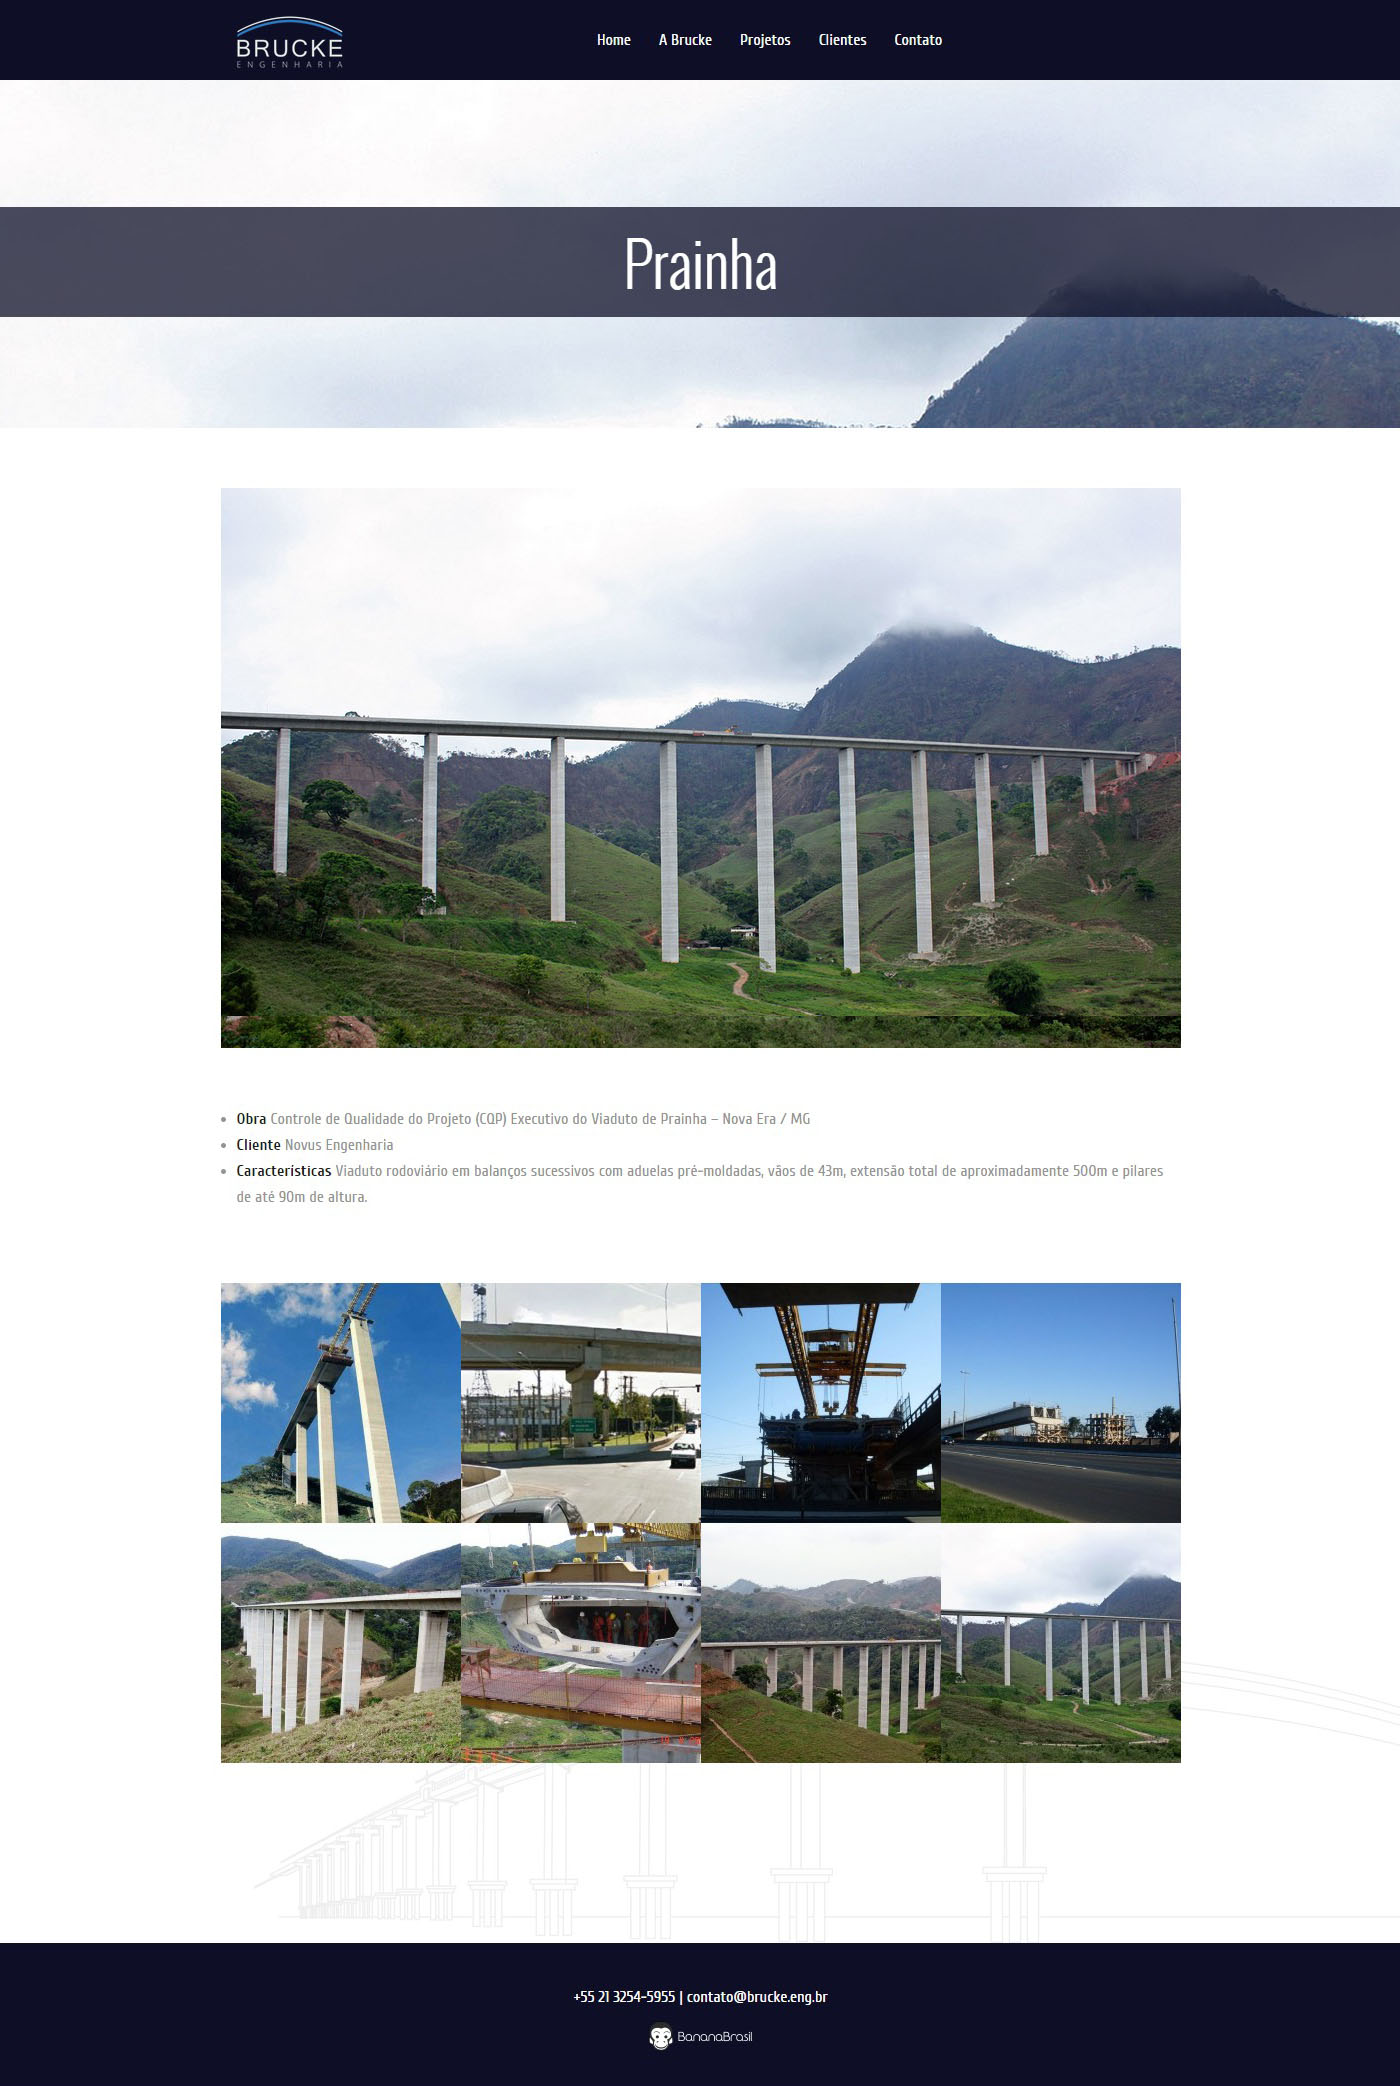 BRUCKE
ENGENHARIA
Home A Brucke Projetos Clientes Contato
Prainha
• Obra Controle de Qualidade do Projeto (CQP) Executivo do Viaduto de Prainha – Nova Era / MG
• Cliente Novus Engenharia
• Características Viaduto rodoviário em balanços sucessivos com aduelas pré-moldadas, vãos de 43m, extensão total de aproximadamente 500m e pilares
de até 90m de altura.
+55 21 3254-5955 | contato@brucke.eng.br
BananaBrasil